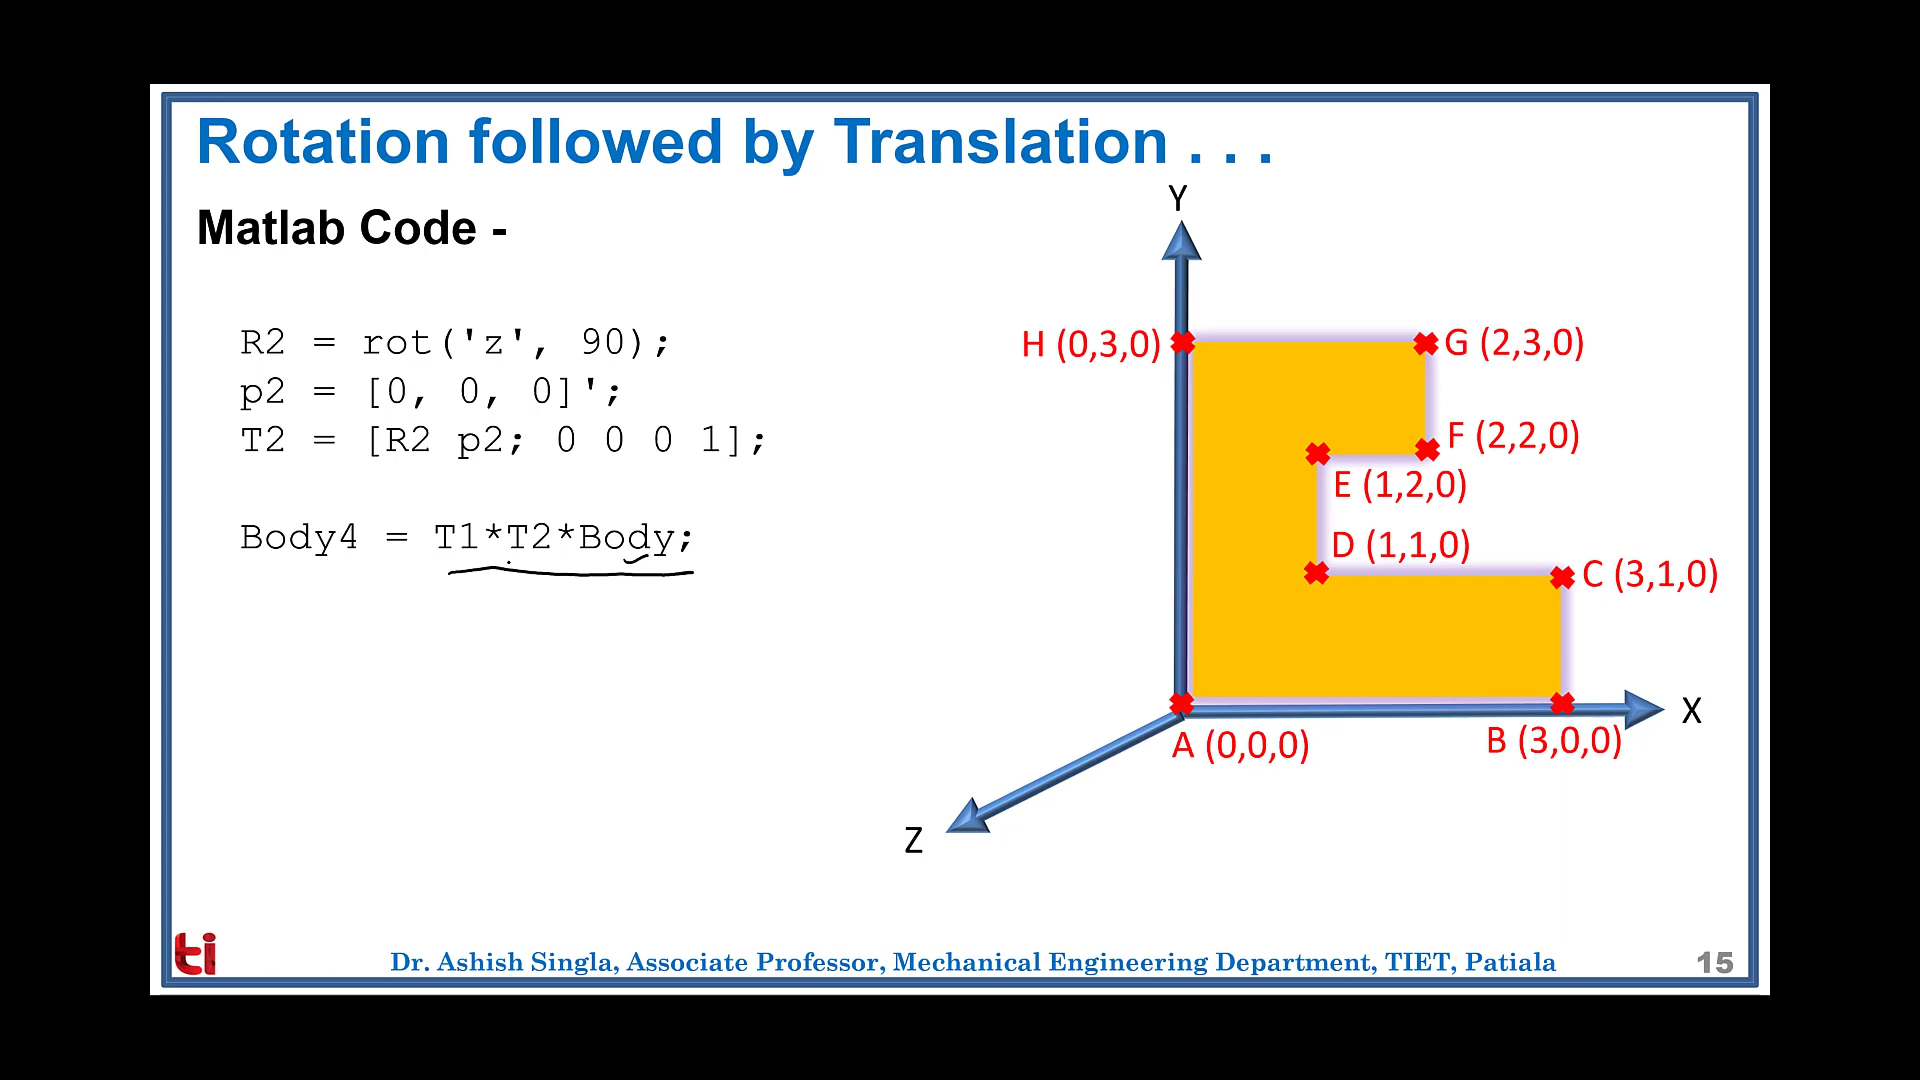 Rotation followed by Translation . . .
Matlab Code -
R2 = rot('z', 90);
p2 = [0, 0, 0]';
T2 = [R2 p2; 0 0 0 1];
Body4 = T1*T2*Body;
Y
H (0,3,0)
G (2,3,0)
F (2,2,0)
E (1,2,0)
D (1,1,0)
C (3,1,0)
X
A (0,0,0)
B (3,0,0)
Z
ti
Dr. Ashish Singla, Associate Professor, Mechanical Engineering Department, TIET, Patiala
15